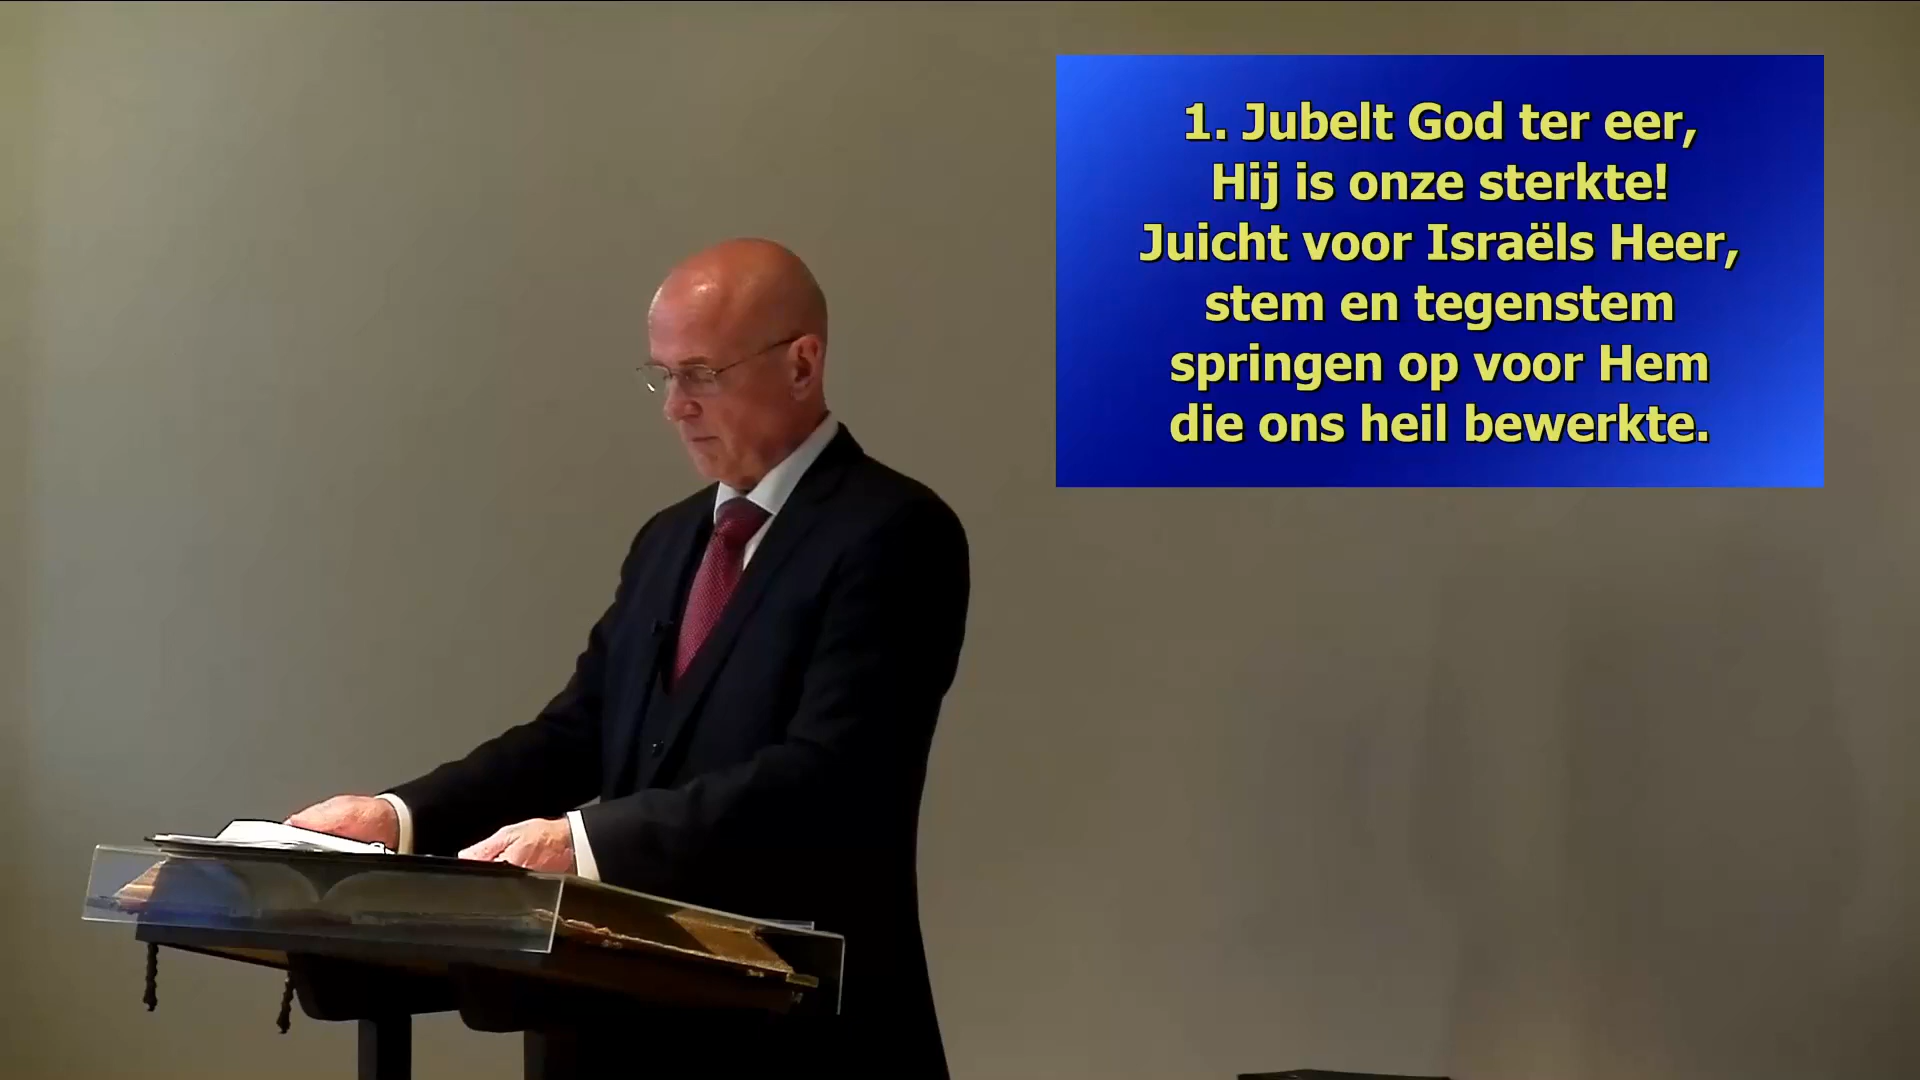 1. Jubelt God ter eer,
Hij is onze sterkte!
Juicht voor Israëls Heer,
stem en tegenstem
springen op voor Hem
die ons heil bewerkte.